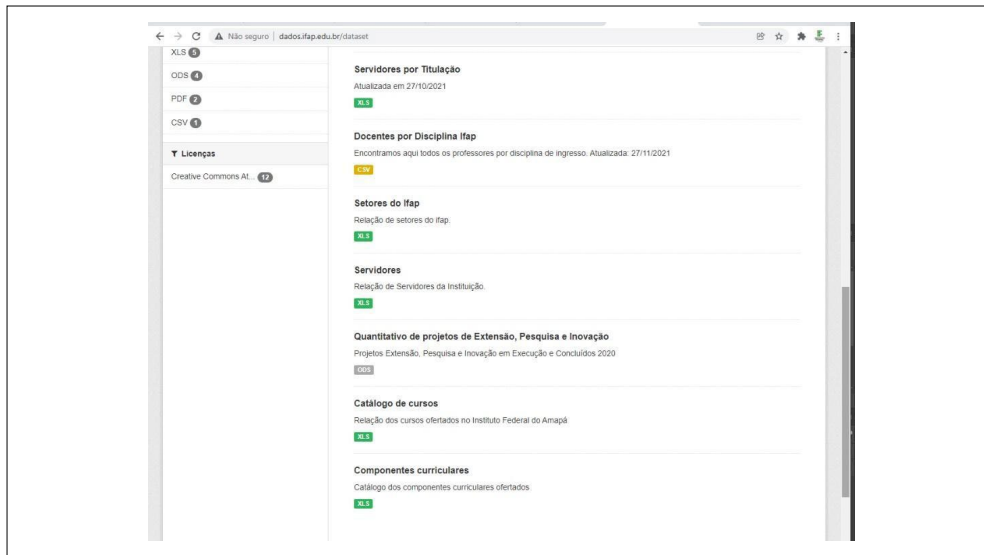 Não seguro | dados.ifap.edu.br/dataset
XLS 5
ODS 4
PDF 2
CSV 1
Licenças
Creative Commons At... 12
Servidores por Titulação
Atualizada em 27/10/2021
XLS
Docentes por Disciplina Ifap
Encontramos aqui todos os professores por disciplina de ingresso. Atualizada: 27/11/2021
CSV
Setores do Ifap
Relação de setores do ifap.
XLS
Servidores
Relação de Servidores da Instituição.
XLS
Quantitativo de projetos de Extensão, Pesquisa e Inovação
Projetos Extensão, Pesquisa e Inovação em Execução e Concluídos 2020
ODS
Catálogo de cursos
Relação dos cursos ofertados no Instituto Federal do Amapá
XLS
Componentes curriculares
Catálogo dos componentes curriculares ofertados
XLS